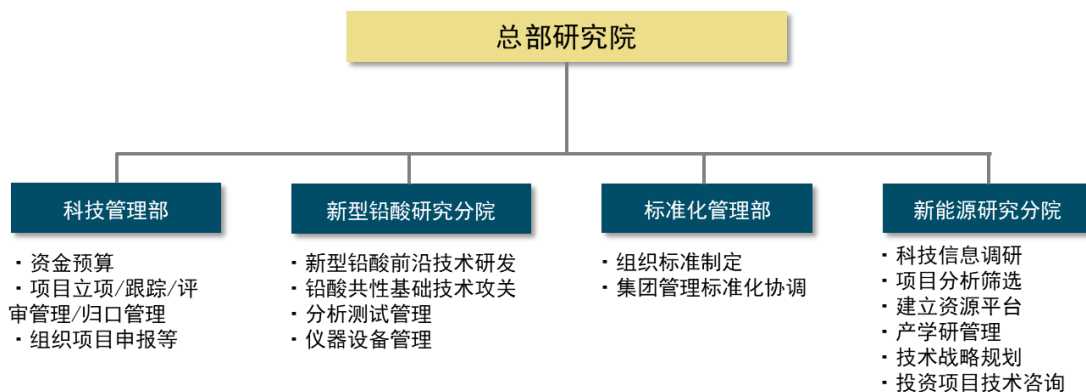 总部研究院
科技管理部
· 资金预算
· 项目立项/跟踪/评
审管理/归口管理
· 组织项目申报等
新型铅酸研究分院
· 新型铅酸前沿技术研发
· 铅酸共性基础技术攻关
· 分析测试管理
· 仪器设备管理
标准化管理部
· 组织标准制定
· 集团管理标准化协调
新能源研究分院
· 科技信息调研
· 项目分析筛选
· 建立资源平台
· 产学研管理
· 技术战略规划
· 投资项目技术咨询